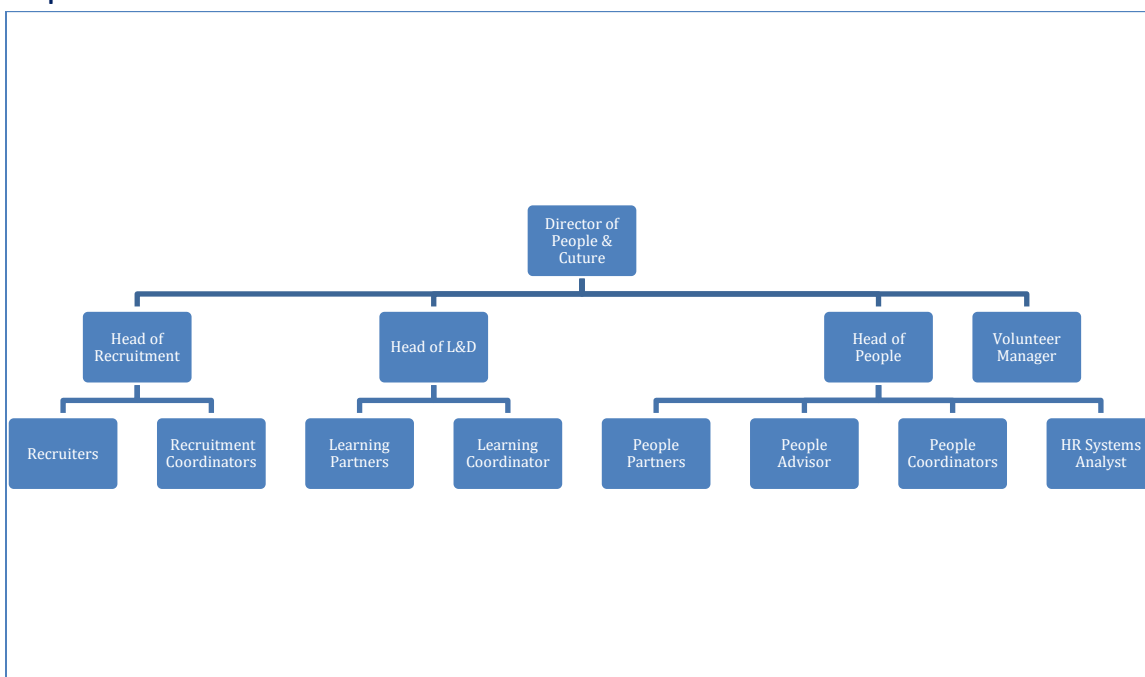 Director of
People &
Cuture
Head of
Recruitment
Head of L&D
Head of
People
Volunteer
Manager
Recruiters
Recruitment
Coordinators
Learning
Partners
Learning
Coordinator
People
Partners
People
Advisor
People
Coordinators
HR Systems
Analyst